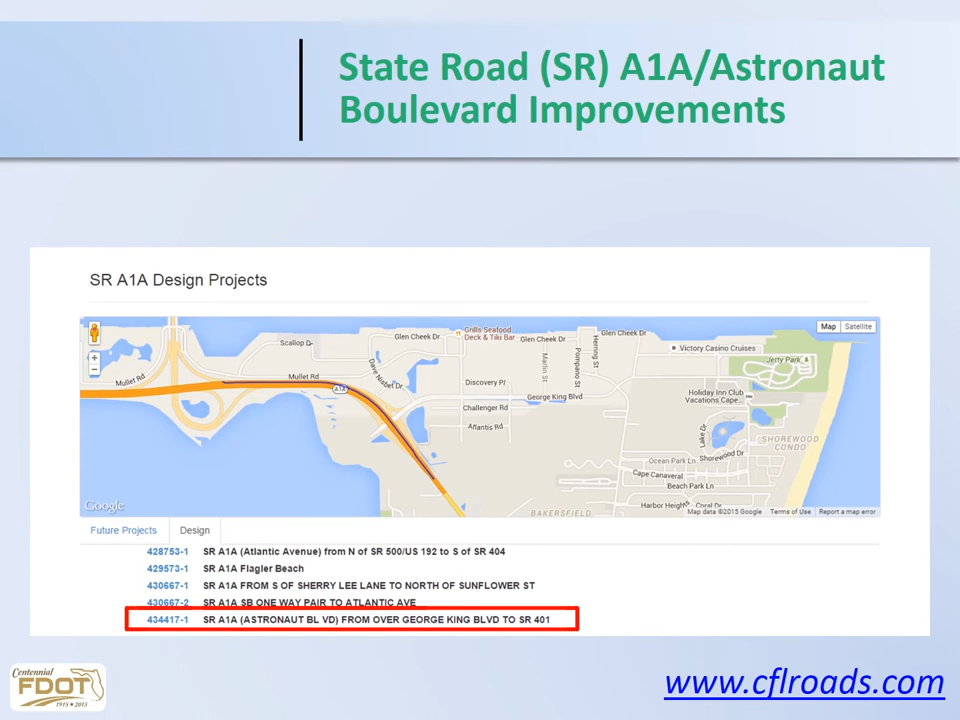 State Road (SR) A1A/Astronaut
Boulevard Improvements
SR A1A Design Projects
Map Satellite
Glen Cheek Dr
Grills Seafood
Deck & Tiki Bar
Glen Cheek Dr
Glen Cheek Dr
Scallop Dr
Herring St
Victory Casino Cruises
Marlin St
Pompano St
Jerty Park
Mullet Rd
Mullet Rd
Dave Nisbet Dr
Discovery Pl
A1A
George King Blvd
Holiday Inn Club
Vacations Cape...
Challenger Rd
Atlantis Rd
Lake Dr
SHOREWOOD
CONDO
Shorewood Dr
Ocean Park Ln
Cape Canaveral
Beach Park Ln
Harbor Heights
Coral Dr
Google
BAKERSFIELD
Map data ©2015 Google Terms of Use Report a map error
Future Projects Design
428753-1 SR A1A (Atlantic Avenue) from N of SR 500/US 192 to S of SR 404
429573-1 SR A1A Flagler Beach
430667-1 SR A1A FROM S OF SHERRY LEE LANE TO NORTH OF SUNFLOWER ST
430667-2 SR A1A SB ONE WAY PAIR TO ATLANTIC AVE
434417-1 SR A1A (ASTRONAUT BL VD) FROM OVER GEORGE KING BLVD TO SR 401
Centennial
FDOT
1915★2015
www.cflroads.com